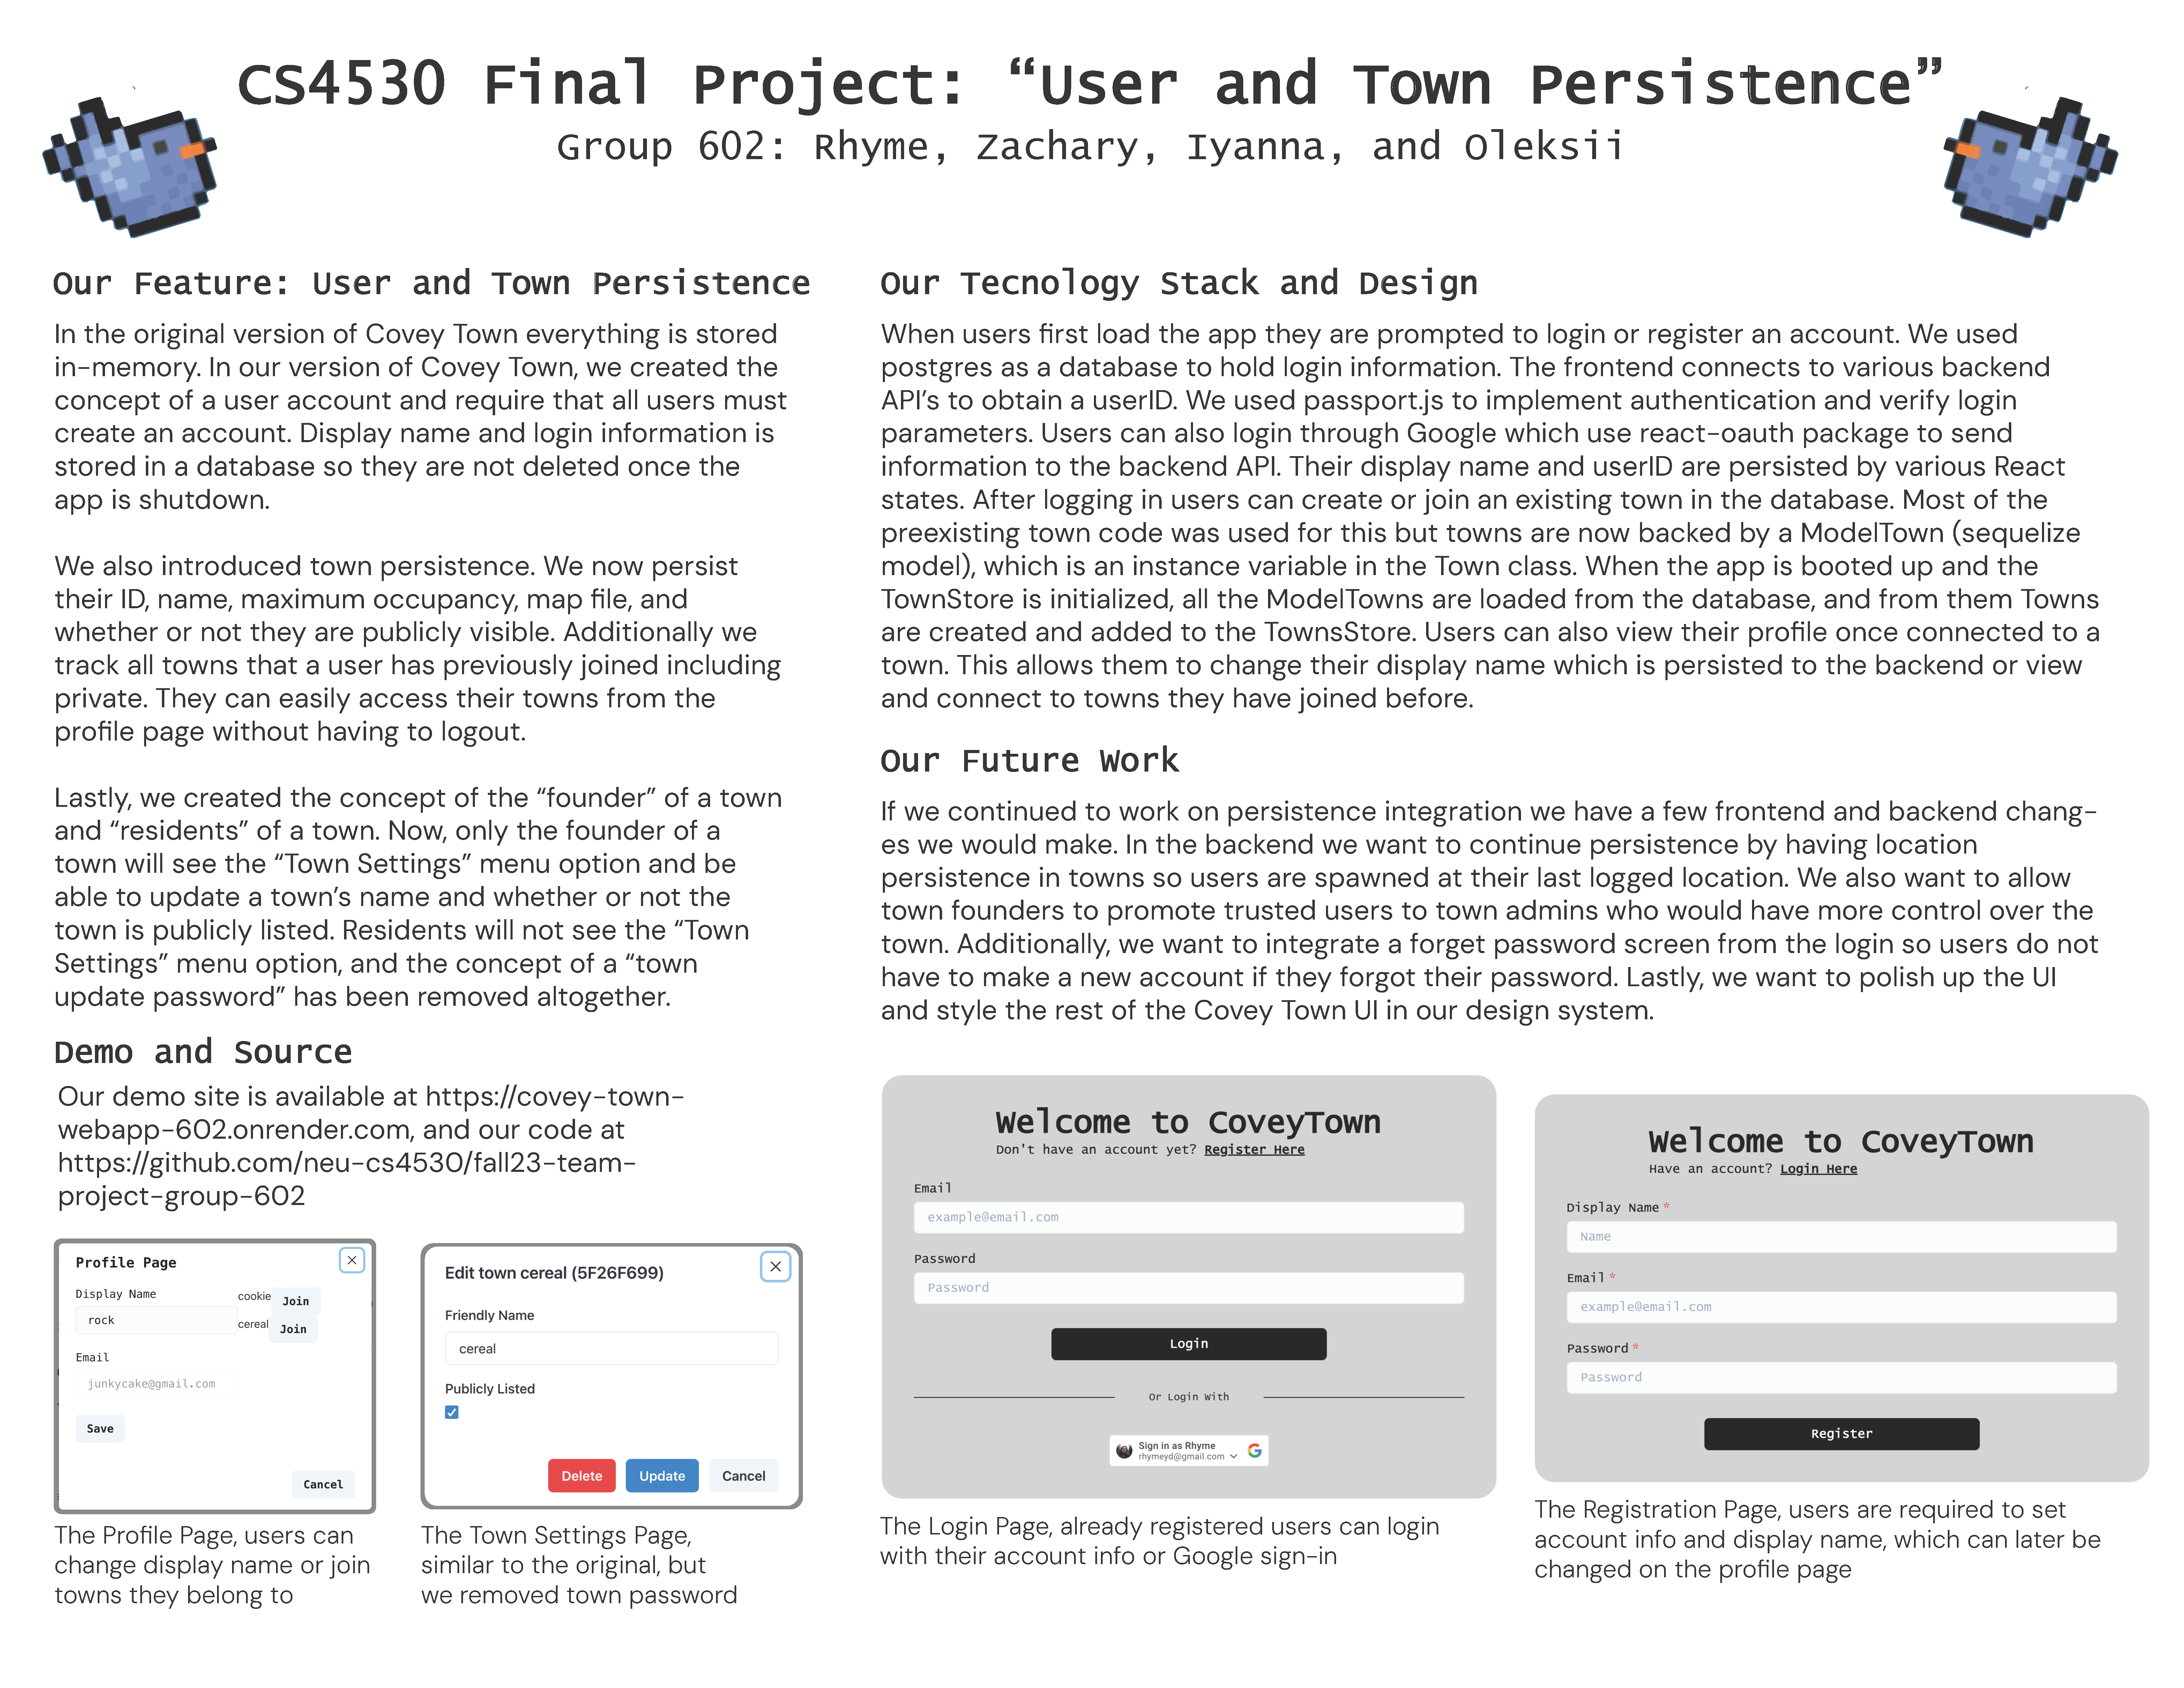 CS4530 Final Project: “User and Town Persistence”
Group 602: Rhyme, Zachary, Iyanna, and Oleksii
Our Feature: User and Town Persistence
In the original version of Covey Town everything is stored
in-memory. In our version of Covey Town, we created the
concept of a user account and require that all users must
create an account. Display name and login information is
stored in a database so they are not deleted once the
app is shutdown.
We also introduced town persistence. We now persist
their ID, name, maximum occupancy, map file, and
whether or not they are publicly visible. Additionally we
track all towns that a user has previously joined including
private. They can easily access their towns from the
profile page without having to logout.
Lastly, we created the concept of the “founder” of a town
and “residents” of a town. Now, only the founder of a
town will see the “Town Settings” menu option and be
able to update a town’s name and whether or not the
town is publicly listed. Residents will not see the “Town
Settings” menu option, and the concept of a “town
update password” has been removed altogether.
Demo and Source
Our demo site is available at https://covey-town-
webapp-602.onrender.com, and our code at
https://github.com/neu-cs4530/fall23-team-
project-group-602
Profile Page
Display Name
rock
cookie Join
cereal Join
Email
junkycake@gmail.com
Save
Cancel
The Profile Page, users can
change display name or join
towns they belong to
Edit town cereal (5F26F699)
Friendly Name
cereal
Publicly Listed
Delete Update Cancel
The Town Settings Page,
similar to the original, but
we removed town password
Our Tecnology Stack and Design
When users first load the app they are prompted to login or register an account. We used
postgres as a database to hold login information. The frontend connects to various backend
API’s to obtain a userID. We used passport.js to implement authentication and verify login
parameters. Users can also login through Google which use react-oauth package to send
information to the backend API. Their display name and userID are persisted by various React
states. After logging in users can create or join an existing town in the database. Most of the
preexisting town code was used for this but towns are now backed by a ModelTown (sequelize
model), which is an instance variable in the Town class. When the app is booted up and the
TownStore is initialized, all the ModelTowns are loaded from the database, and from them Towns
are created and added to the TownsStore. Users can also view their profile once connected to a
town. This allows them to change their display name which is persisted to the backend or view
and connect to towns they have joined before.
Our Future Work
If we continued to work on persistence integration we have a few frontend and backend chang-
es we would make. In the backend we want to continue persistence by having location
persistence in towns so users are spawned at their last logged location. We also want to allow
town founders to promote trusted users to town admins who would have more control over the
town. Additionally, we want to integrate a forget password screen from the login so users do not
have to make a new account if they forgot their password. Lastly, we want to polish up the UI
and style the rest of the Covey Town UI in our design system.
Welcome to CoveyTown
Don't have an account yet? Register Here
Email
example@email.com
Password
Password
Login
Or Login With
Sign in as Rhyme
rhymeyd@gmail.com
The Login Page, already registered users can login
with their account info or Google sign-in
Welcome to CoveyTown
Have an account? Login Here
Display Name *
Name
Email *
example@email.com
Password *
Password
Register
The Registration Page, users are required to set
account info and display name, which can later be
changed on the profile page